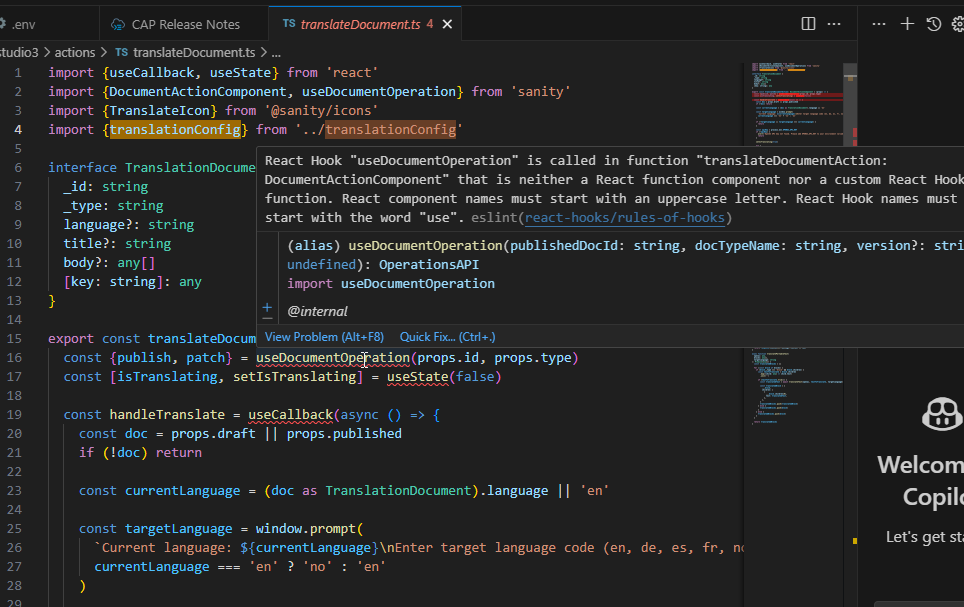 .env
CAP Release Notes
TS translateDocument.ts 4
studio3 > actions > TS translateDocument.ts > ...
1 import {useCallback, useState} from 'react'
2 import {DocumentActionComponent, useDocumentOperation} from 'sanity'
3 import {TranslateIcon} from '@sanity/icons'
4 import {translationConfig} from '../translationConfig'
5
6 interface TranslationDocume
7 _id: string
8 _type: string
9 language?: string
10 title?: string
11 body?: any[]
12 [key: string]: any
13 }
14
15 export const translateDocum
16 const {publish, patch} = useDocumentOperation(props.id, props.type)
17 const [isTranslating, setIsTranslating] = useState(false)
18
19 const handleTranslate = useCallback(async () => {
20 const doc = props.draft || props.published
21 if (!doc) return
22
23 const currentLanguage = (doc as TranslationDocument).language || 'en'
24
25 const targetLanguage = window.prompt(
26 `Current language: ${currentLanguage}\nEnter target language code (en, de, es, fr, no
27 currentLanguage === 'en' ? 'no' : 'en'
28 )
29
React Hook "useDocumentOperation" is called in function "translateDocumentAction:
DocumentActionComponent" that is neither a React function component nor a custom React Hook
function. React component names must start with an uppercase letter. React Hook names must
start with the word "use". eslint(react-hooks/rules-of-hooks)
(alias) useDocumentOperation(publishedDocId: string, docTypeName: string, version?: stri
undefined): OperationsAPI
import useDocumentOperation
@internal
View Problem (Alt+F8) Quick Fix... (Ctrl+.)
Welcom
Copil
Let's get sta